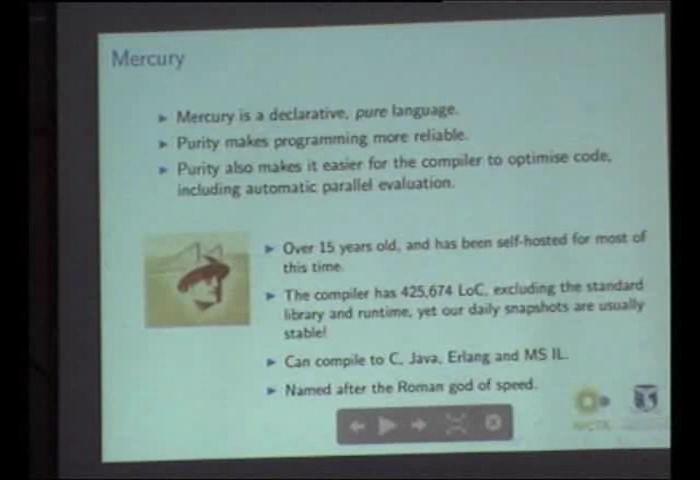 Mercury
► Mercury is a declarative, pure language.
► Purity makes programming more reliable.
► Purity also makes it easier for the compiler to optimise code,
including automatic parallel evaluation.
► Over 15 years old, and has been self-hosted for most of
this time.
► The compiler has 425,674 LoC, excluding the standard
library and runtime, yet our daily snapshots are usually
stable!
► Can compile to C, Java, Erlang and MS IL.
► Named after the Roman god of speed.
NICTA